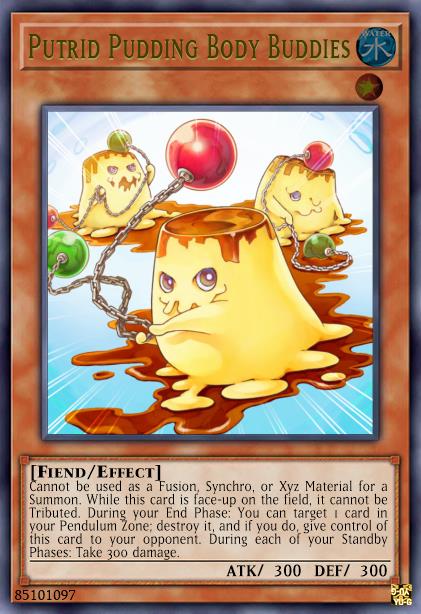 PUTRID PUDDING BODY BUDDIES
WATER
水
[FIEND/EFFECT]
Cannot be used as a Fusion, Synchro, or Xyz Material for a
Summon. While this card is face-up on the field, it cannot be
Tributed. During your End Phase: You can target 1 card in
your Pendulum Zone; destroy it, and if you do, give control of
this card to your opponent. During each of your Standby
Phases: Take 300 damage.
ATK/ 300 DEF/ 300
85101097